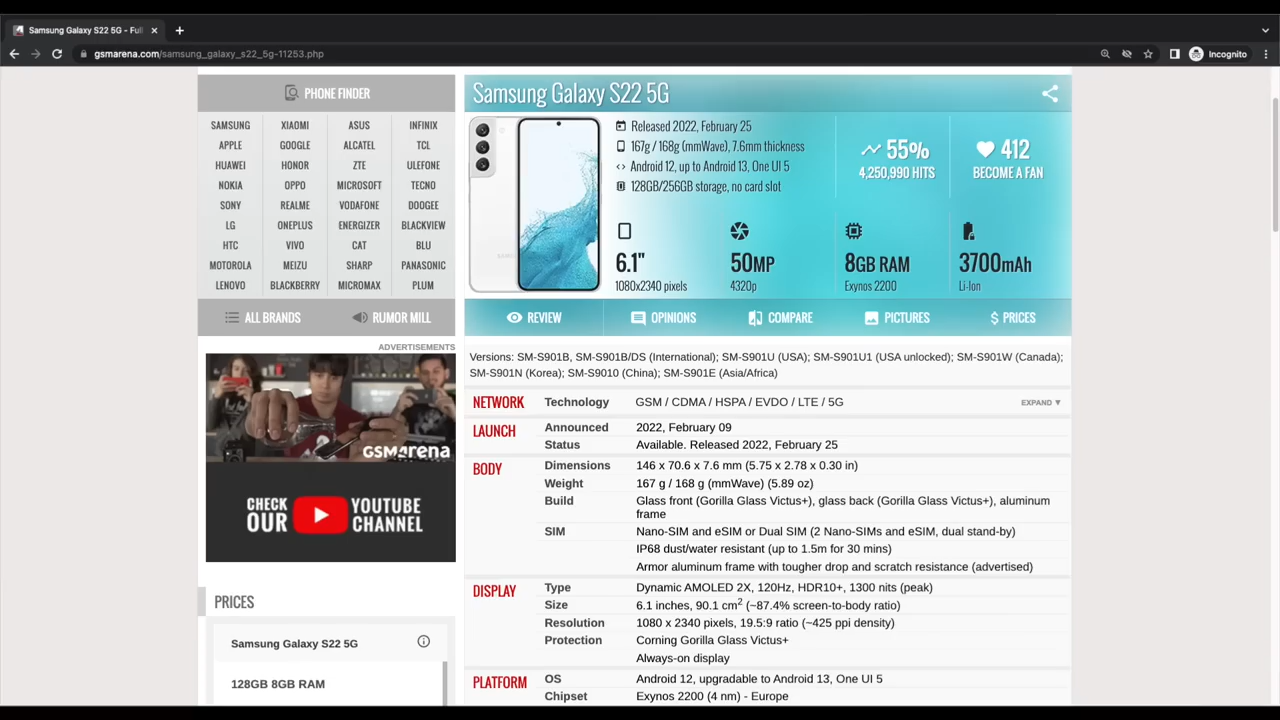 Samsung Galaxy S22 5G - Ful
gsmarena.com/samsung_galaxy_s22_5g-11253.php
Incognito
PHONE FINDER
SAMSUNG XIAOMI ASUS INFINIX
APPLE GOOGLE ALCATEL TCL
HUAWEI HONOR ZTE ULEFONE
NOKIA OPPO MICROSOFT TECNO
SONY REALME VODAFONE DOOGEE
LG ONEPLUS ENERGIZER BLACKVIEW
HTC VIVO CAT BLU
MOTOROLA MEIZU SHARP PANASONIC
LENOVO BLACKBERRY MICROMAX PLUM
ALL BRANDS RUMOR MILL
ADVERTISEMENTS
GSMarena
CHECK OUR YOUTUBE CHANNEL
PRICES
Samsung Galaxy S22 5G
128GB 8GB RAM
Samsung Galaxy S22 5G
Released 2022, February 25
167g / 168g (mmWave), 7.6mm thickness
Android 12, up to Android 13, One UI 5
128GB/256GB storage, no card slot
55%
4,250,990 HITS
412
BECOME A FAN
6.1"
1080x2340 pixels
50MP
4320p
8GB RAM
Exynos 2200
3700mAh
Li-Ion
REVIEW OPINIONS COMPARE PICTURES PRICES
Versions: SM-S901B, SM-S901B/DS (International); SM-S901U (USA); SM-S901U1 (USA unlocked); SM-S901W (Canada);
SM-S901N (Korea); SM-S9010 (China); SM-S901E (Asia/Africa)
NETWORK Technology GSM / CDMA / HSPA / EVDO / LTE / 5G EXPAND ▼
LAUNCH Announced 2022, February 09
Status Available. Released 2022, February 25
BODY Dimensions 146 x 70.6 x 7.6 mm (5.75 x 2.78 x 0.30 in)
Weight 167 g / 168 g (mmWave) (5.89 oz)
Build Glass front (Gorilla Glass Victus+), glass back (Gorilla Glass Victus+), aluminum
frame
SIM Nano-SIM and eSIM or Dual SIM (2 Nano-SIMs and eSIM, dual stand-by)
IP68 dust/water resistant (up to 1.5m for 30 mins)
Armor aluminum frame with tougher drop and scratch resistance (advertised)
DISPLAY Type Dynamic AMOLED 2X, 120Hz, HDR10+, 1300 nits (peak)
Size 6.1 inches, 90.1 cm2 (~87.4% screen-to-body ratio)
Resolution 1080 x 2340 pixels, 19.5:9 ratio (~425 ppi density)
Protection Corning Gorilla Glass Victus+
Always-on display
PLATFORM OS Android 12, upgradable to Android 13, One UI 5
Chipset Exynos 2200 (4 nm) - Europe